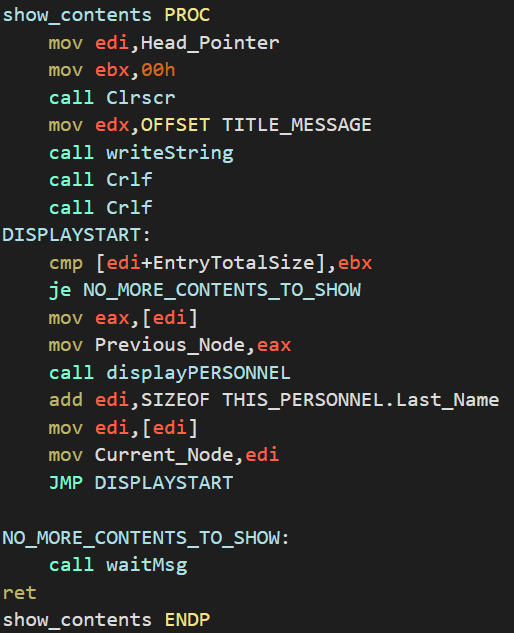 show_contents PROC
    mov edi,Head_Pointer
    mov ebx,00h
    call Clrscr
    mov edx,OFFSET TITLE_MESSAGE
    call writeString
    call Crlf
    call Crlf
DISPLAYSTART:
    cmp [edi+EntryTotalSize],ebx
    je NO_MORE_CONTENTS_TO_SHOW
    mov eax,[edi]
    mov Previous_Node,eax
    call displayPERSONNEL
    add edi,SIZEOF THIS_PERSONNEL.Last_Name
    mov edi,[edi]
    mov Current_Node,edi
    JMP DISPLAYSTART

NO_MORE_CONTENTS_TO_SHOW:
    call waitMsg
ret
show_contents ENDP